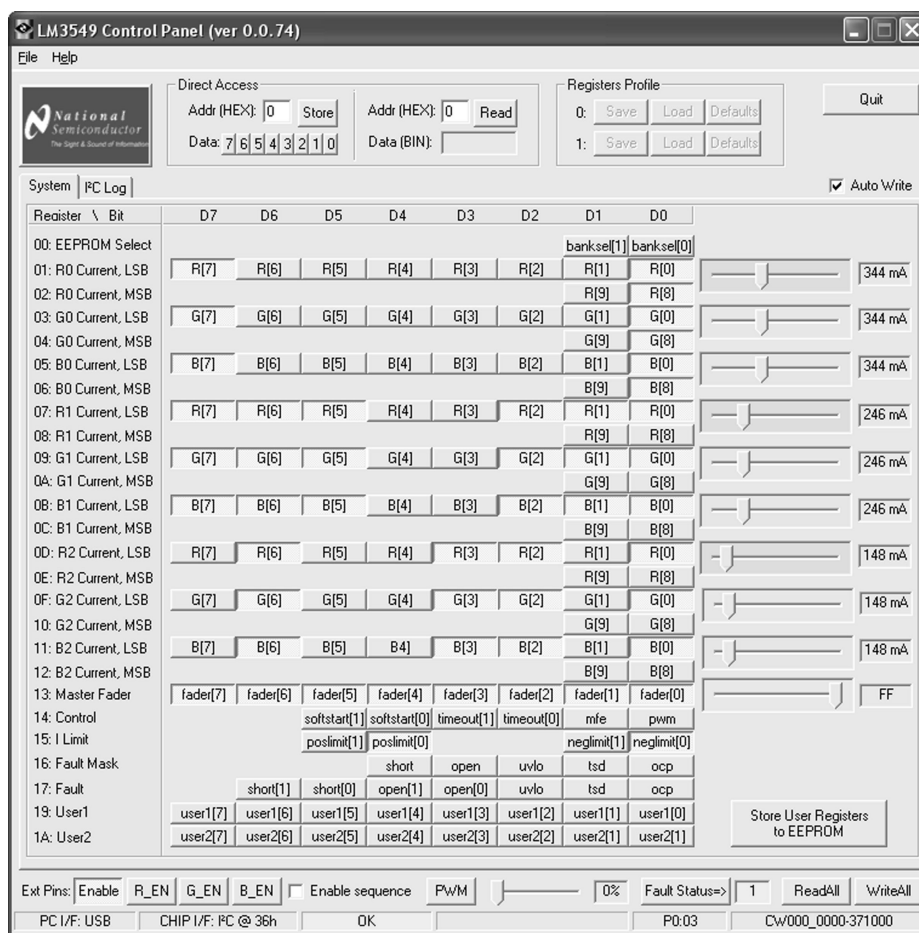 LM3549 Control Panel (ver 0.0.74)
File Help
National
Semiconductor
The Sight & Sound of Information
Direct Access
Addr (HEX): 0 Store
Data: 7 6 5 4 3 2 1 0
Addr (HEX): 0 Read
Data (BIN):
Registers Profile
0: Save Load Defaults
1: Save Load Defaults
Quit
System I²C Log
Auto Write
Register \ Bit D7 D6 D5 D4 D3 D2 D1 D0
00: EEPROM Select banksel[1] banksel[0]
01: R0 Current, LSB R[7] R[6] R[5] R[4] R[3] R[2] R[1] R[0] 344 mA
02: R0 Current, MSB R[9] R[8]
03: G0 Current, LSB G[7] G[6] G[5] G[4] G[3] G[2] G[1] G[0] 344 mA
04: G0 Current, MSB G[9] G[8]
05: B0 Current, LSB B[7] B[6] B[5] B[4] B[3] B[2] B[1] B[0] 344 mA
06: B0 Current, MSB B[9] B[8]
07: R1 Current, LSB R[7] R[6] R[5] R[4] R[3] R[2] R[1] R[0] 246 mA
08: R1 Current, MSB R[9] R[8]
09: G1 Current, LSB G[7] G[6] G[5] G[4] G[3] G[2] G[1] G[0] 246 mA
0A: G1 Current, MSB G[9] G[8]
0B: B1 Current, LSB B[7] B[6] B[5] B[4] B[3] B[2] B[1] B[0] 246 mA
0C: B1 Current, MSB B[9] B[8]
0D: R2 Current, LSB R[7] R[6] R[5] R[4] R[3] R[2] R[1] R[0] 148 mA
0E: R2 Current, MSB R[9] R[8]
0F: G2 Current, LSB G[7] G[6] G[5] G[4] G[3] G[2] G[1] G[0] 148 mA
10: G2 Current, MSB G[9] G[8]
11: B2 Current, LSB B[7] B[6] B[5] B4] B[3] B[2] B[1] B[0] 148 mA
12: B2 Current, MSB B[9] B[8]
13: Master Fader fader[7] fader[6] fader[5] fader[4] fader[3] fader[2] fader[1] fader[0] FF
14: Control softstart[1] softstart[0] timeout[1] timeout[0] mfe pwm
15: I Limit poslimit[1] poslimit[0] neglimit[1] neglimit[0]
16: Fault Mask short open uvlo tsd ocp
17: Fault short[1] short[0] open[1] open[0] uvlo tsd ocp
19: User1 user1[7] user1[6] user1[5] user1[4] user1[3] user1[2] user1[1] user1[0]
1A: User2 user2[7] user2[6] user2[5] user2[4] user2[3] user2[2] user2[1] user2[1]
Store User Registers
to EEPROM
Ext Pins: Enable R_EN G_EN B_EN Enable sequence PWM 0% Fault Status=> 1 ReadAll WriteAll
PC I/F: USB CHIP I/F: I²C @ 36h OK P0:03 CW000_0000-371000